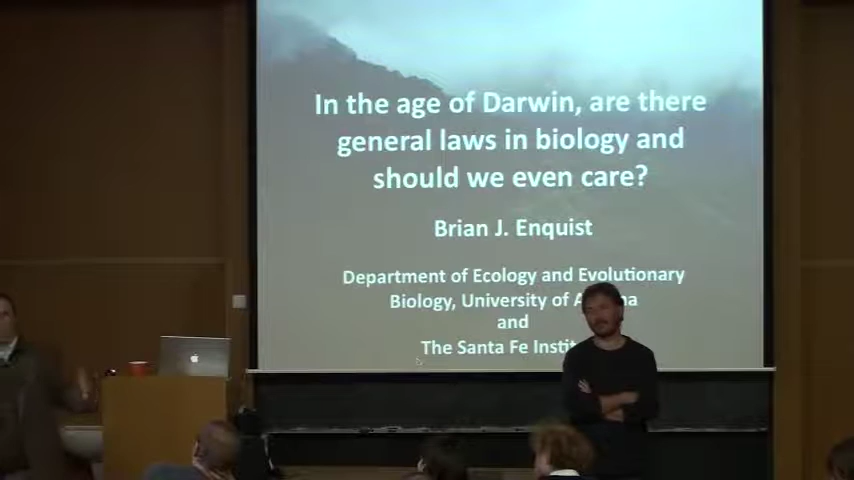 In the age of Darwin, are there
general laws in biology and
should we even care?
Brian J. Enquist
Department of Ecology and Evolutionary
Biology, University of
and
The Santa Fe